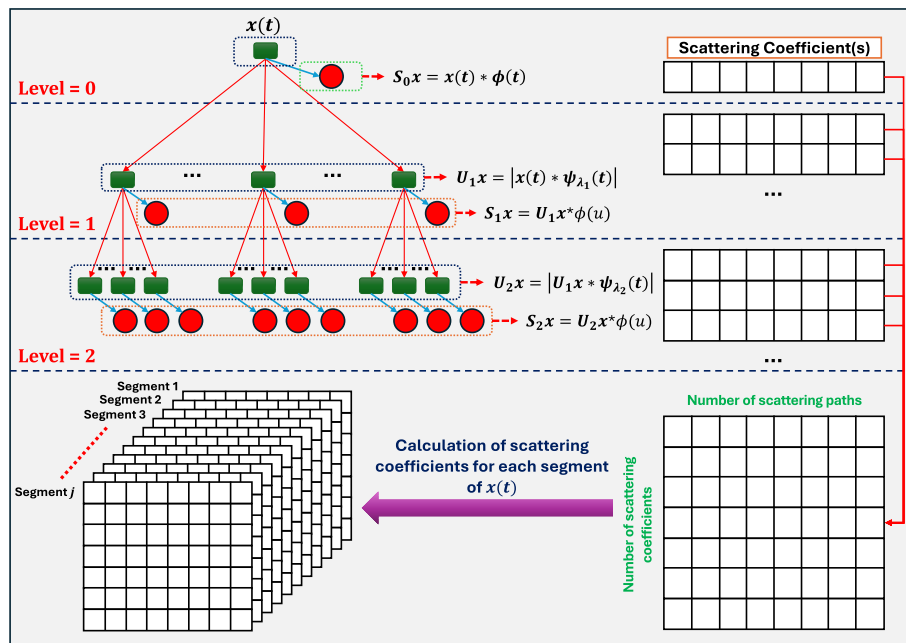 x(t)
Scattering Coefficient(s)
S₀x = x(t) * ϕ(t)
Level = 0
...
...
U₁x = |x(t) * ψ_λ₁(t)|
...
S₁x = U₁x*ϕ(u)
Level = 1
... ... ... ... ... ...
U₂x = |U₁x * ψ_λ₂(t)|
S₂x = U₂x*ϕ(u)
Level = 2
...
Segment 1
Segment 2
Segment 3
Segment j
Number of scattering paths
Calculation of scattering
coefficients for each segment
of x(t)
Number of scattering
coefficients